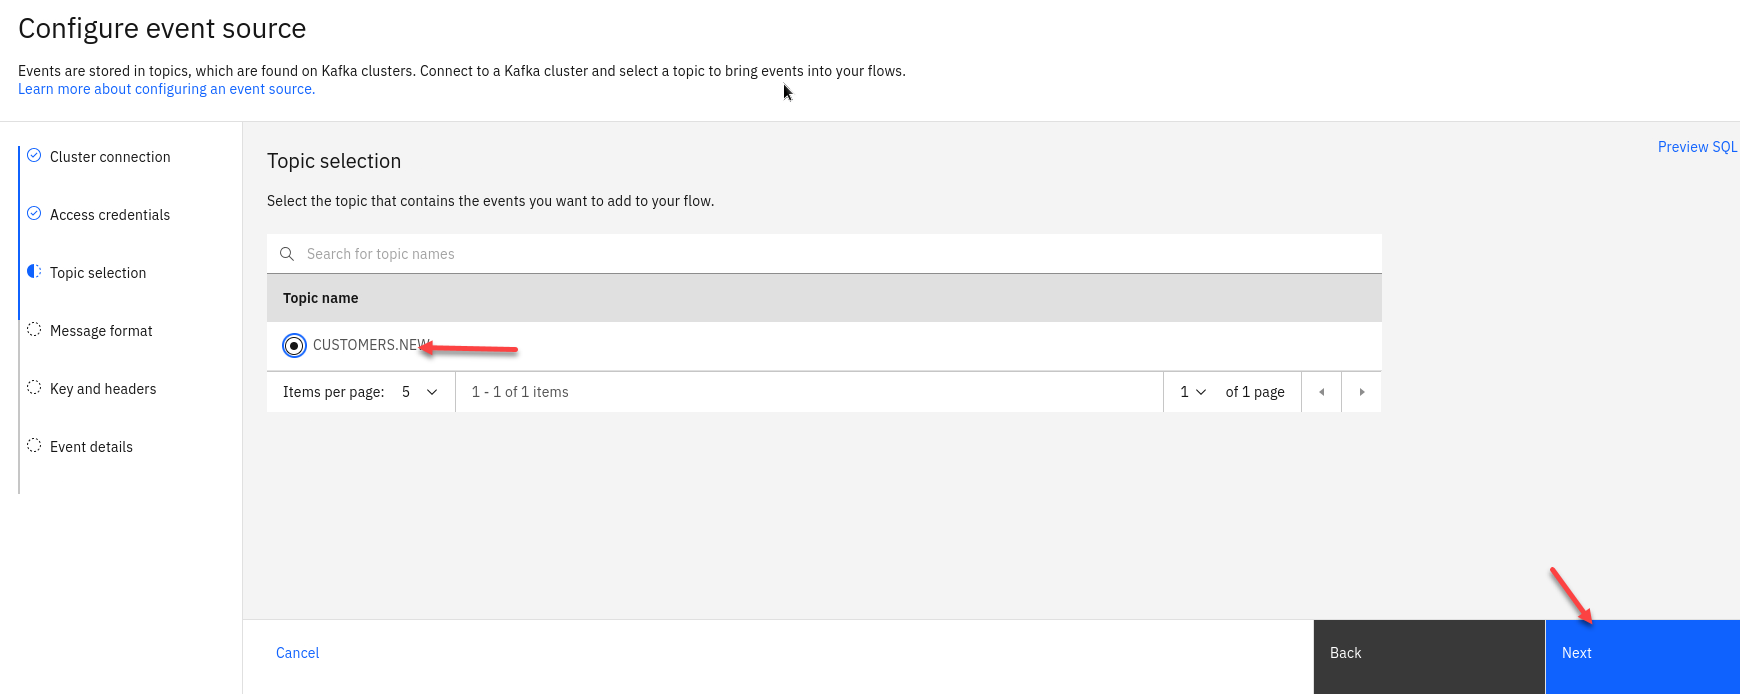 Configure event source
Events are stored in topics, which are found on Kafka clusters. Connect to a Kafka cluster and select a topic to bring events into your flows.
Learn more about configuring an event source.
Cluster connection
Access credentials
Topic selection
Message format
Key and headers
Event details
Topic selection
Preview SQL
Select the topic that contains the events you want to add to your flow.
Search for topic names
Topic name
CUSTOMERS.NEW
Items per page: 5 1 - 1 of 1 items 1 of 1 page
Cancel
Back
Next